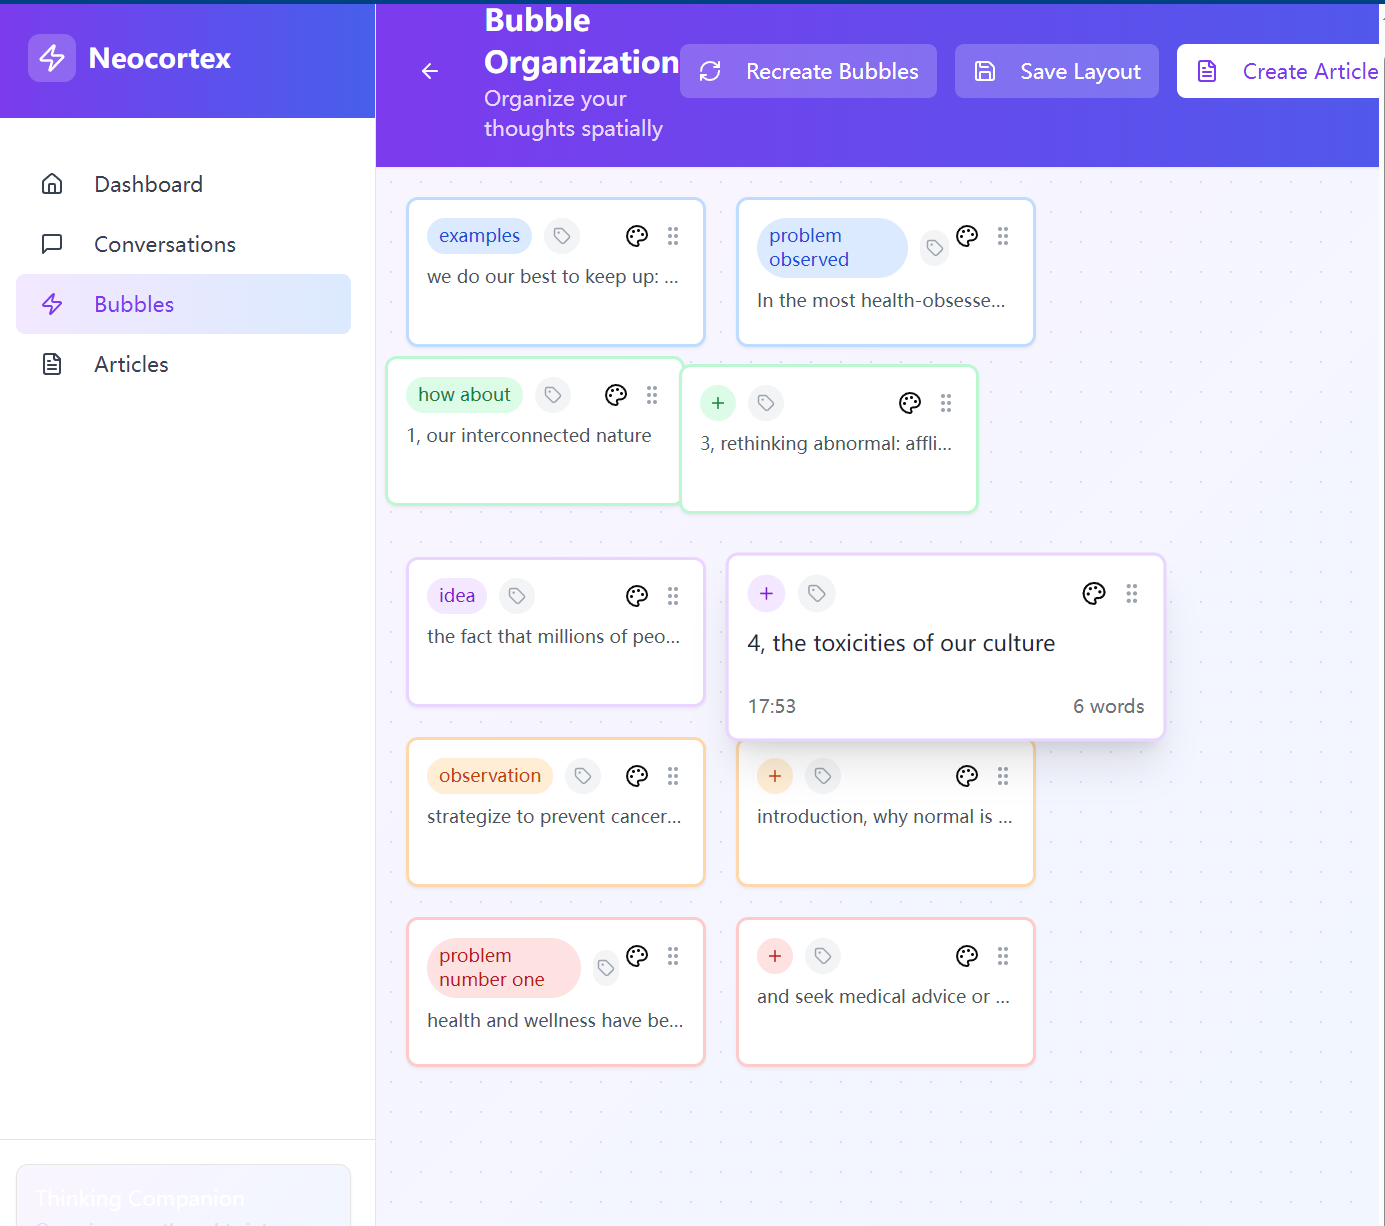 Neocortex
Dashboard
Conversations
Bubbles
Articles
Thinking Companion
Bubble
Organization
Organize your
thoughts spatially
Recreate Bubbles
Save Layout
Create Article
examples
we do our best to keep up: ...
problem
observed
In the most health-obsesse...
how about
1, our interconnected nature
+
3, rethinking abnormal: affli...
idea
the fact that millions of peo...
+
4, the toxicities of our culture
17:53
6 words
observation
strategize to prevent cancer...
+
introduction, why normal is ...
problem
number one
health and wellness have be...
+
and seek medical advice or ...